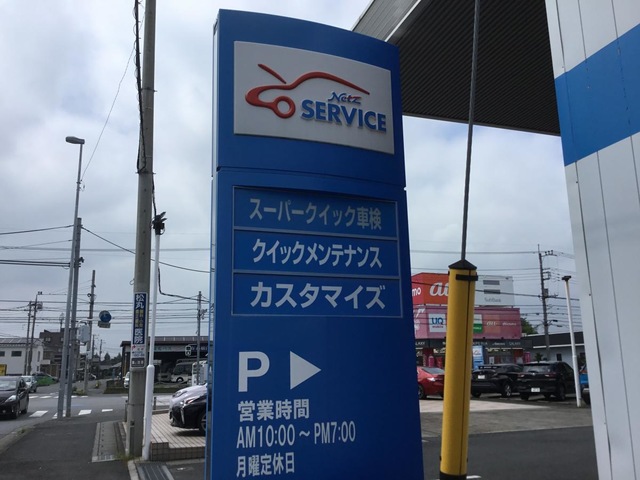 Netz
SERVICE
スーパークイック車検
クイックメンテナンス
カスタマイズ
P
営業時間
AM10:00～PM7:00
月曜定休日
UQ